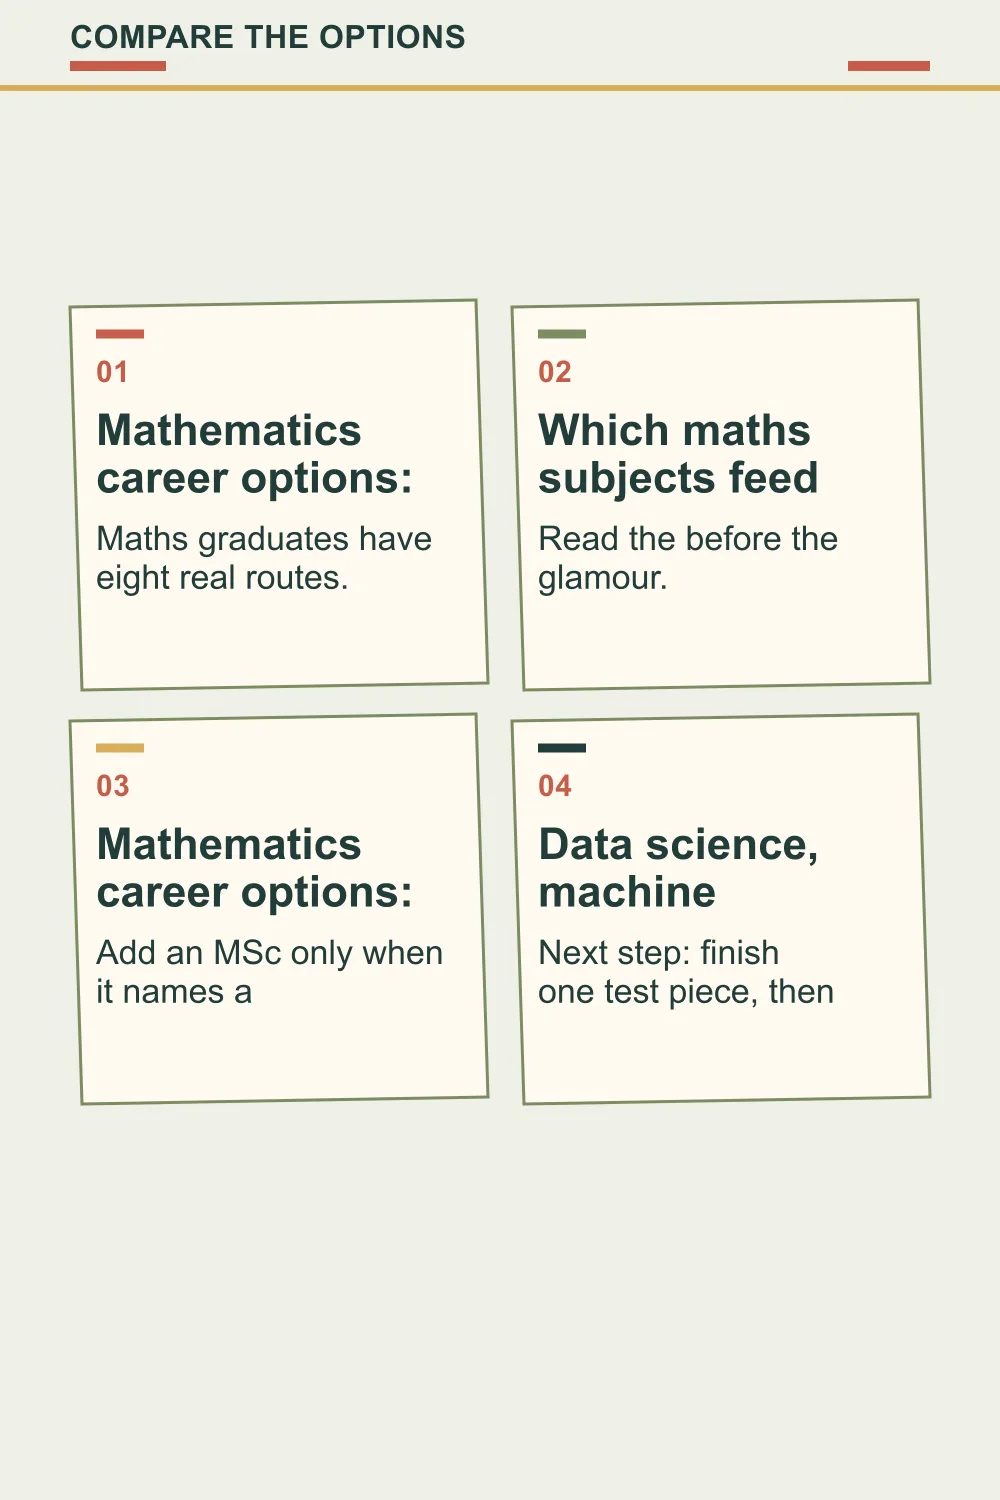 COMPARE THE OPTIONS
01
Mathematics
career options:
Maths graduates have
eight real routes.
02
Which maths
subjects feed
Read the before the
glamour.
03
Mathematics
career options:
Add an MSc only when
it names a
04
Data science,
machine
Next step: finish
one test piece, then